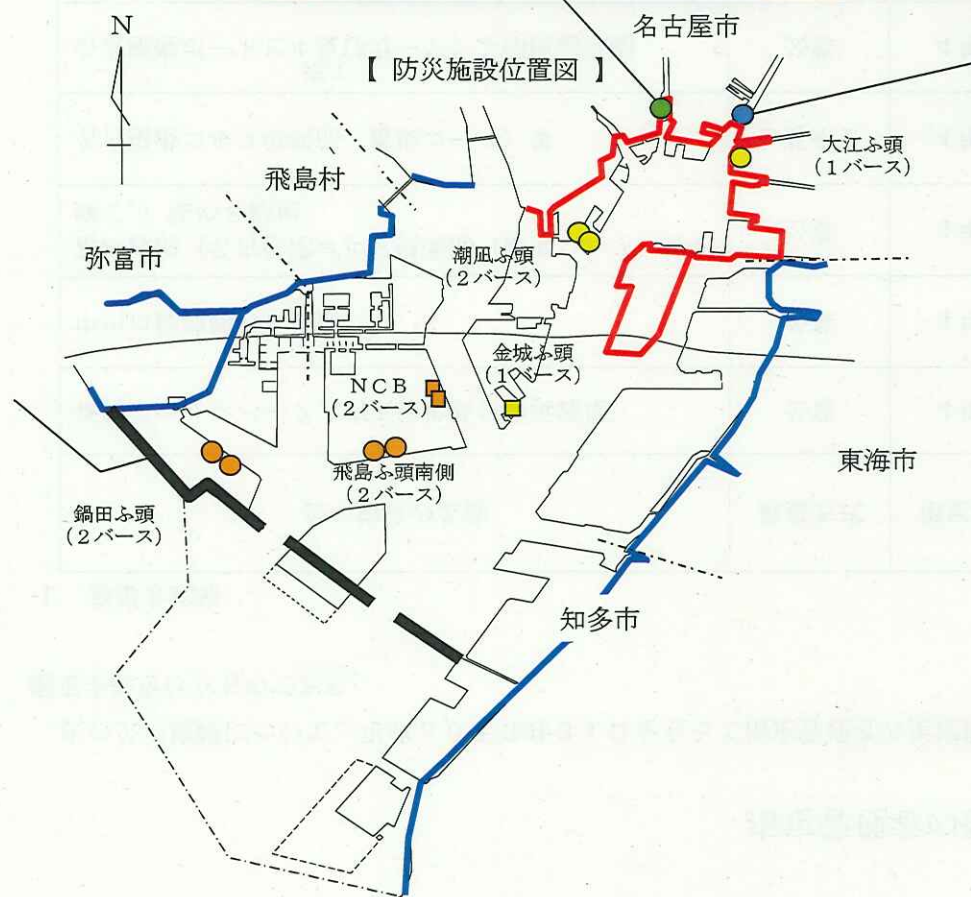 N
名古屋市
【 防災施設位置図 】
大江ふ頭
(1バース)
飛島村
弥富市
潮凪ふ頭
(2バース)
金城ふ頭
(1バース)
NCB
(2バース)
飛島ふ頭南側
(2バース)
東海市
鍋田ふ頭
(2バース)
知多市